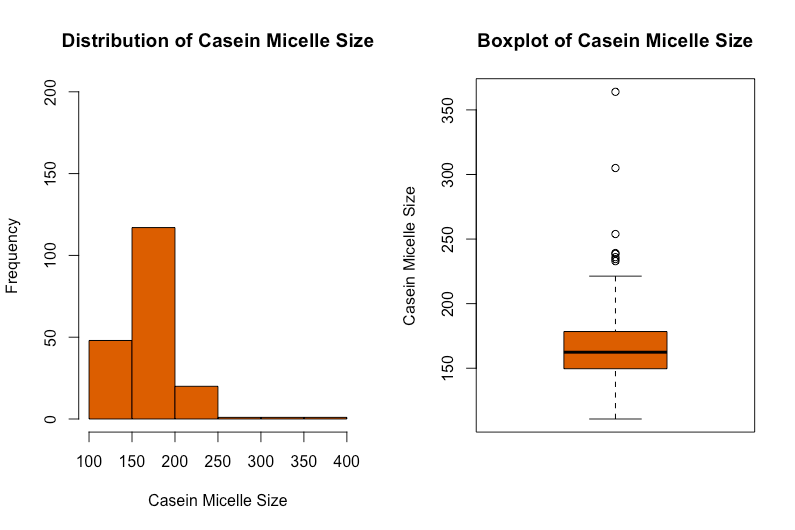 Distribution of Casein Micelle Size
Frequency
0
50
100
150
200
100 150 200 250 300 350 400
Casein Micelle Size
Boxplot of Casein Micelle Size
Casein Micelle Size
150
200
250
300
350